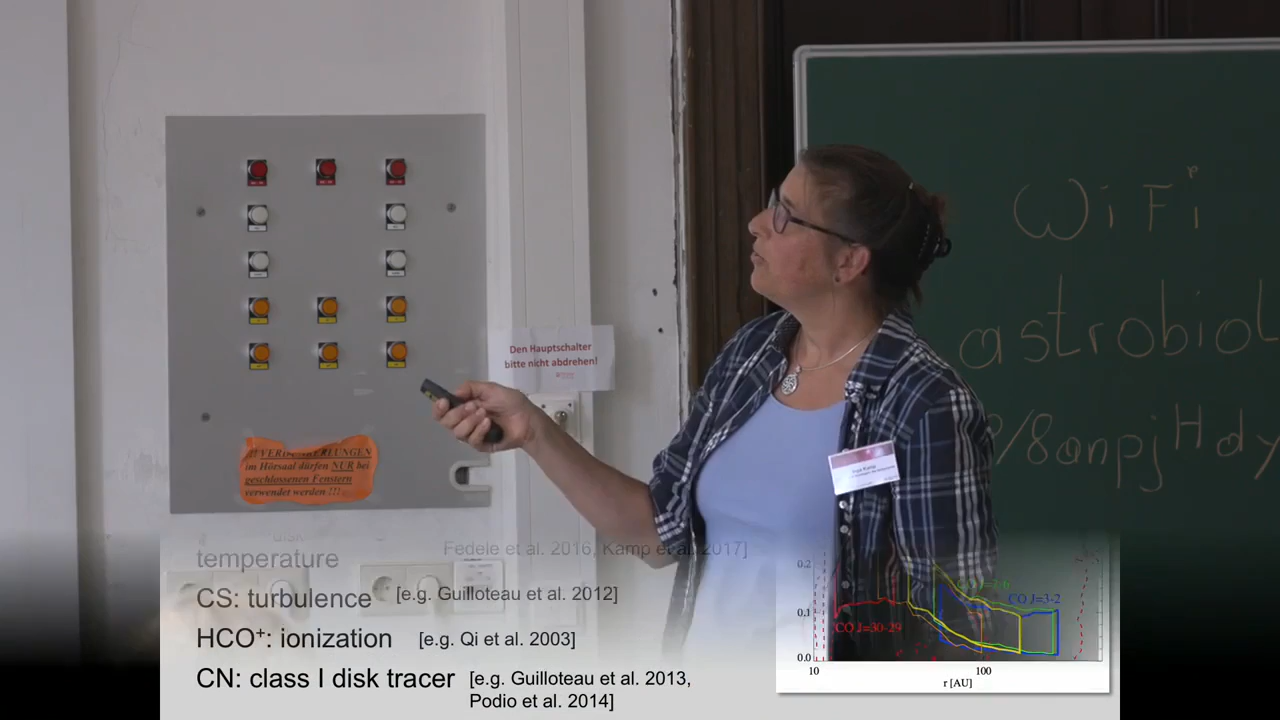 WiFi
astrobiol
Den Hauptschalter
bitte nicht abdrehen!
im Hörsaal dürfen NUR bei
geschlossenen Fenstern
verwendet werden !!!
Inga Kamp
disk
temperature
Fedele et al. 2016, Kamp et al. 2017]
CS: turbulence [e.g. Guilloteau et al. 2012]
HCO⁺: ionization [e.g. Qi et al. 2003]
CN: class I disk tracer [e.g. Guilloteau et al. 2013,
Podio et al. 2014]
0.2
0.1
0.0
CO J=3-2
CO J=30-29
10
100
r [AU]